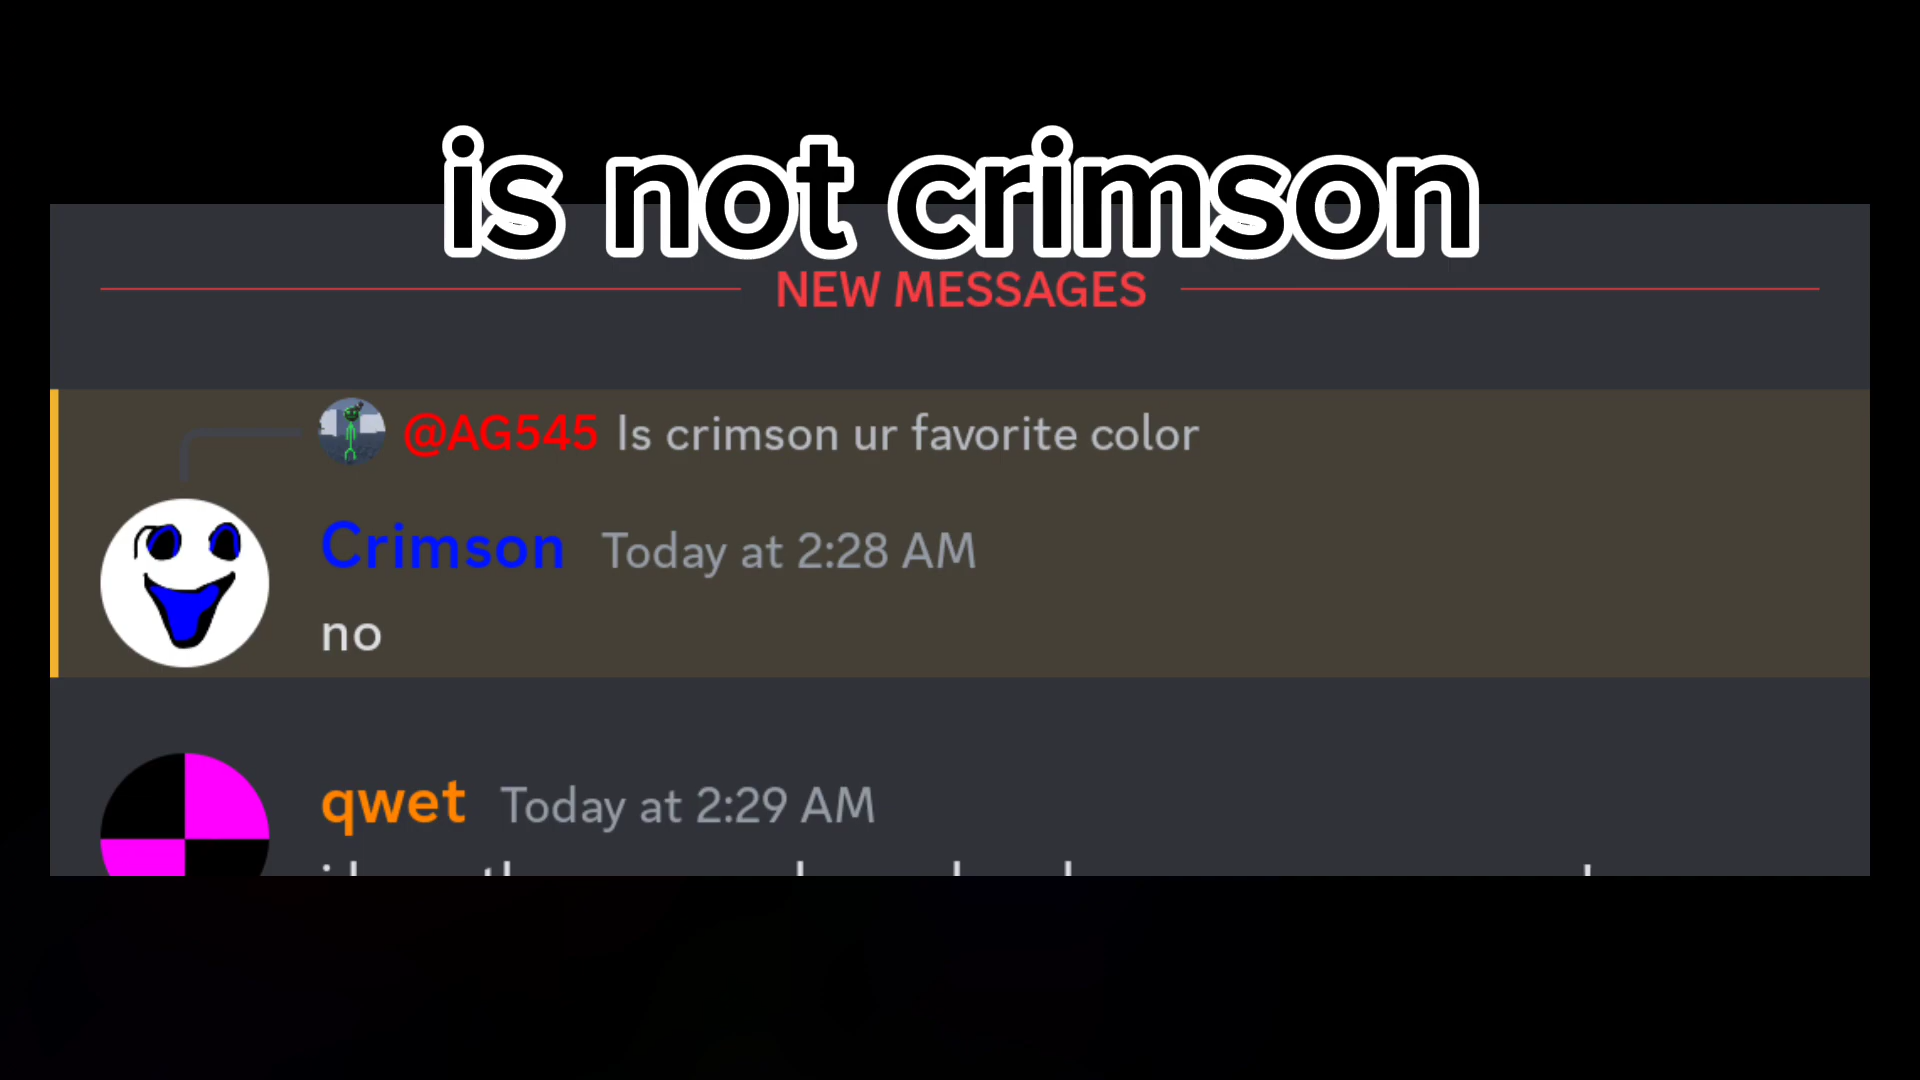 is not crimson
NEW MESSAGES
@AG545 Is crimson ur favorite color
Crimson Today at 2:28 AM
no
qwet Today at 2:29 AM